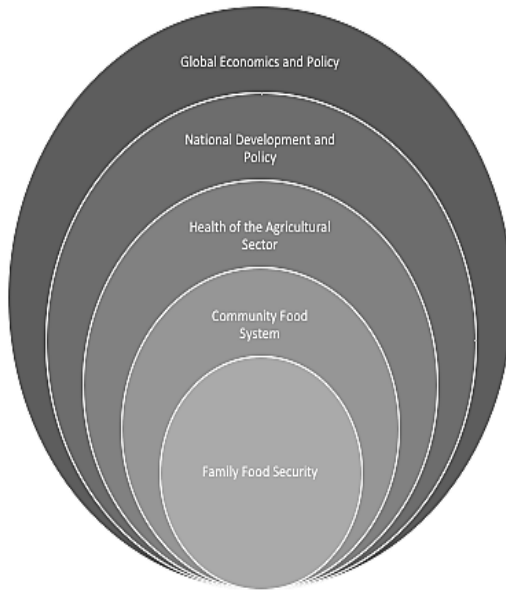 Global Economics and Policy
National Development and
Policy
Health of the Agricultural
Sector
Community Food
System
Family Food Security